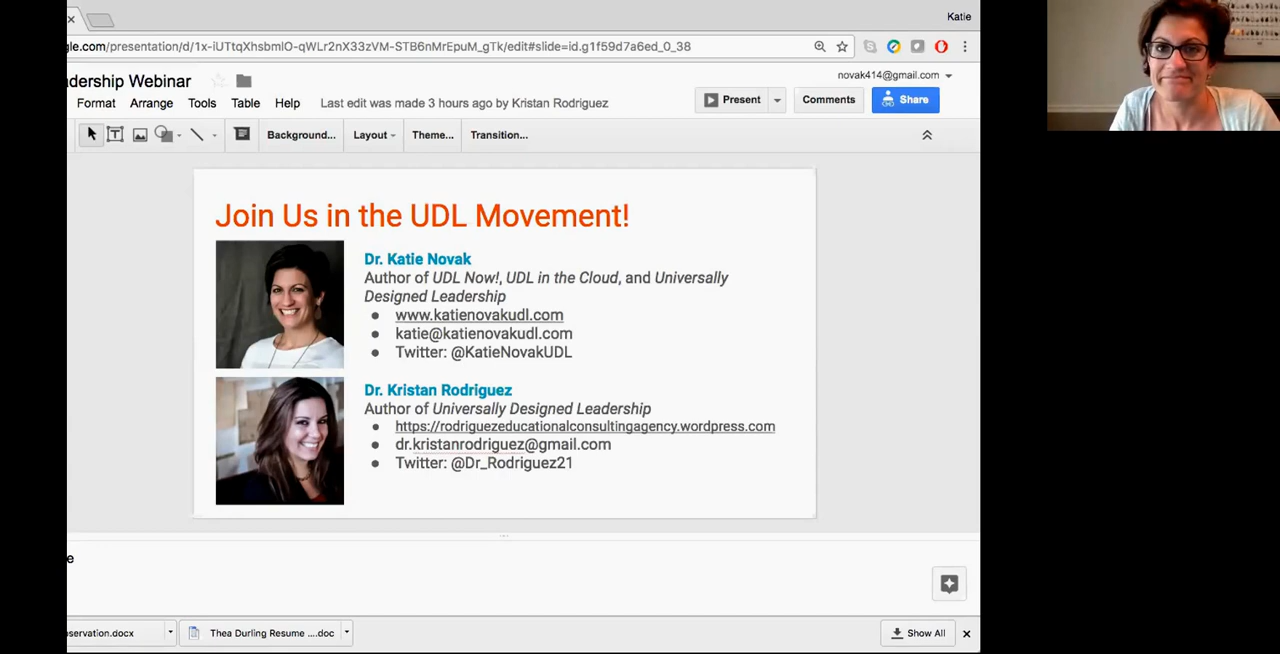 Katie
gle.com/presentation/d/1x-iUTtqXhsbmlO-qWLr2nX33zVM-STB6nMrEpuM_gTk/edit#slide=id.g1f59d7a6ed_0_38
novak414@gmail.com
dership Webinar
Format Arrange Tools Table Help Last edit was made 3 hours ago by Kristan Rodriguez
Present Comments Share
Background... Layout Theme... Transition...
Join Us in the UDL Movement!
Dr. Katie Novak
Author of UDL Now!, UDL in the Cloud, and Universally
Designed Leadership
● www.katienovakudl.com
● katie@katienovakudl.com
● Twitter: @KatieNovakUDL
Dr. Kristan Rodriguez
Author of Universally Designed Leadership
● https://rodriguezeducationalconsultingagency.wordpress.com
● dr.kristanrodriguez@gmail.com
● Twitter: @Dr_Rodriguez21
e
servation.docx Thea Durling Resume ....doc Show All